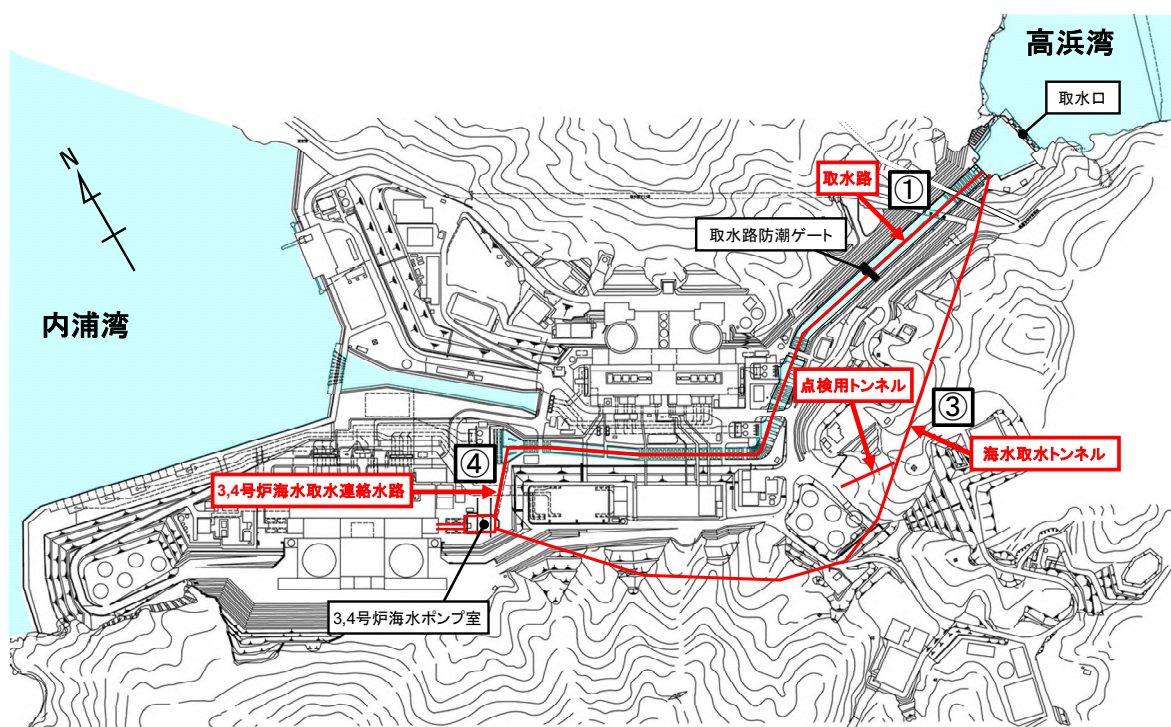 高浜湾
取水口
N
取水路
①
取水路防潮ゲート
内浦湾
点検用トンネル
③
海水取水トンネル
④
3,4号炉海水取水連絡水路
3,4号炉海水ポンプ室